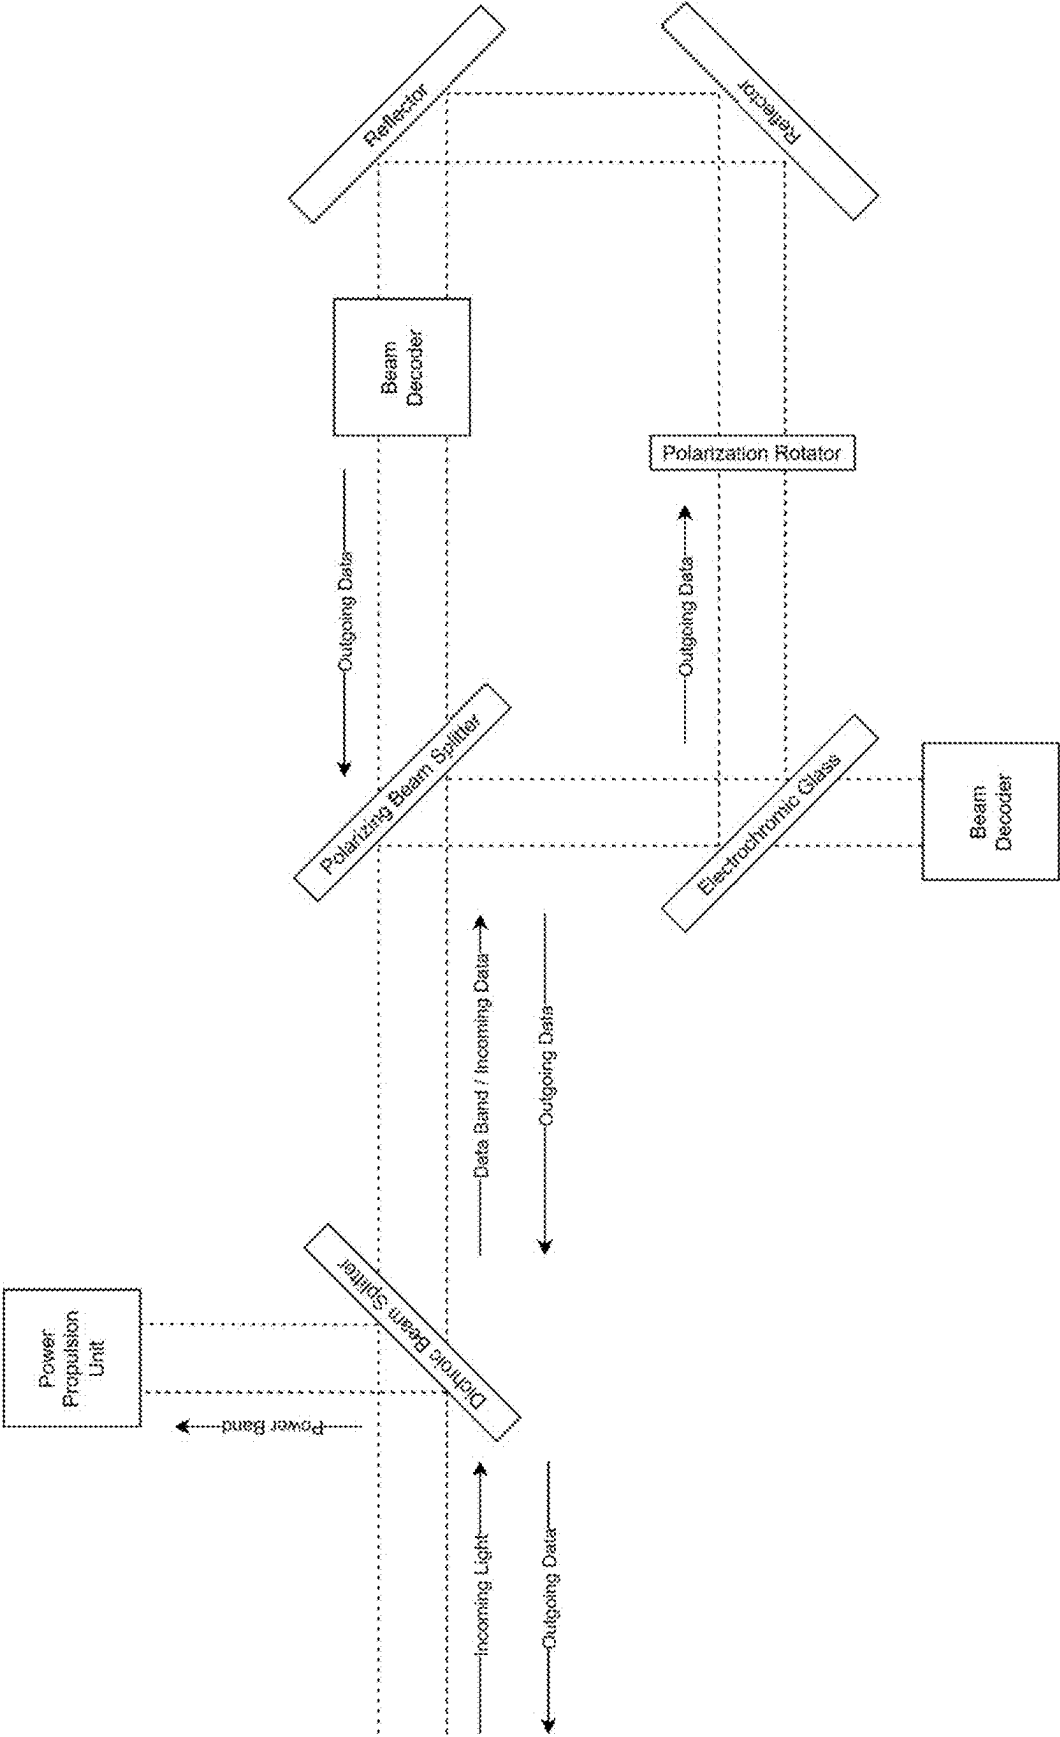 Reflector
Reflector
Beam
Decoder
Polarization Rotator
Outgoing Data
Outgoing Data
Polarizing Beam Splitter
Electrochromic Glass
Beam
Decoder
Data Band / Incoming Data
Outgoing Data
Dichroic Beam Splitter
Power
Propulsion
Unit
Power Band
Incoming Light
Outgoing Data